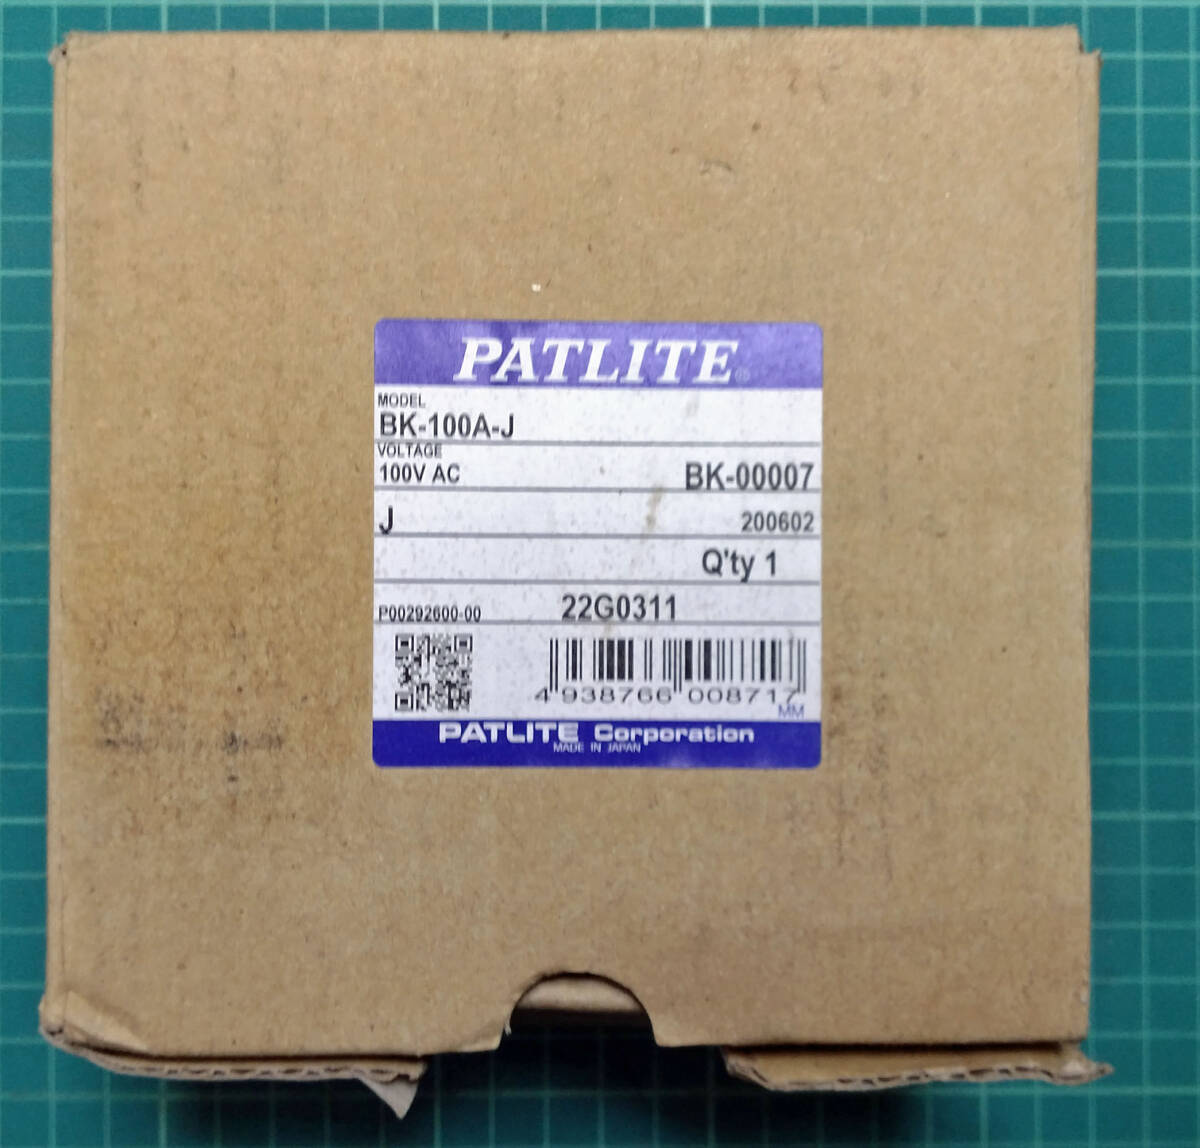 PATLITE®
MODEL
BK-100A-J
VOLTAGE
100V AC
BK-00007
J
200602
Q'ty 1
P00292600-00
22G0311
4 938766 008717
MM
PATLITE Corporation
MADE IN JAPAN